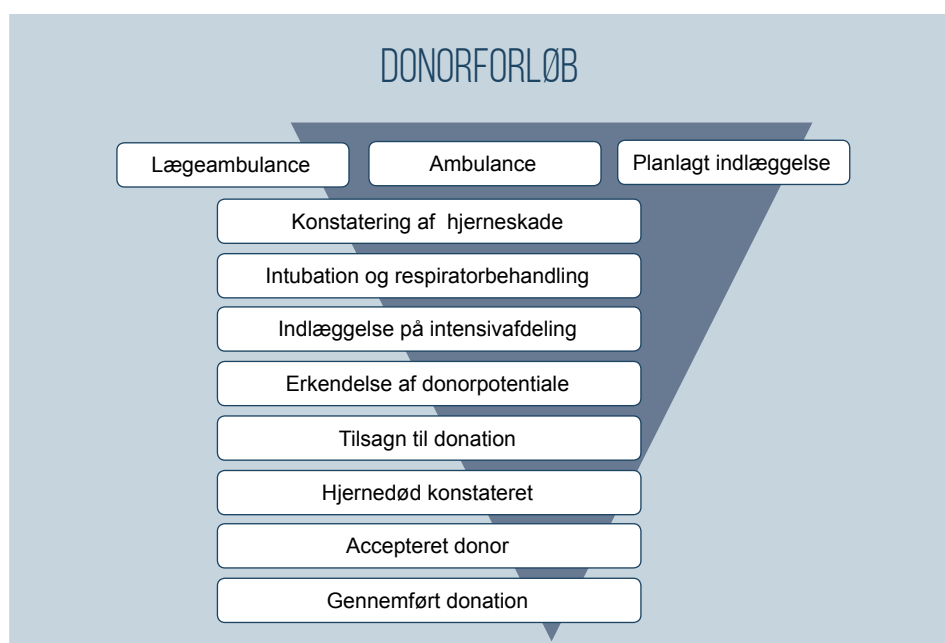 DONORFORLØB
Lægeambulance
Ambulance
Planlagt indlæggelse
Konstatering af hjerneskade
Intubation og respiratorbehandling
Indlæggelse på intensivafdeling
Erkendelse af donorpotentiale
Tilsagn til donation
Hjernedød konstateret
Accepteret donor
Gennemført donation